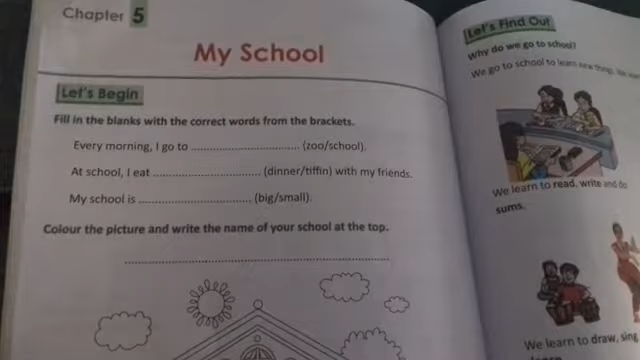 Chapter 5
My School
Let's Begin
Fill in the blanks with the correct words from the brackets.
Every morning, I go to ................................ (zoo/school).
At school, I eat ................................ (dinner/tiffin) with my friends.
My school is ................................ (big/small).
Colour the picture and write the name of your school at the top.
Let's Find Out
Why do we go to school?
We go to school to learn new things. We
We learn to read, write and do
sums.
We learn to draw, sing